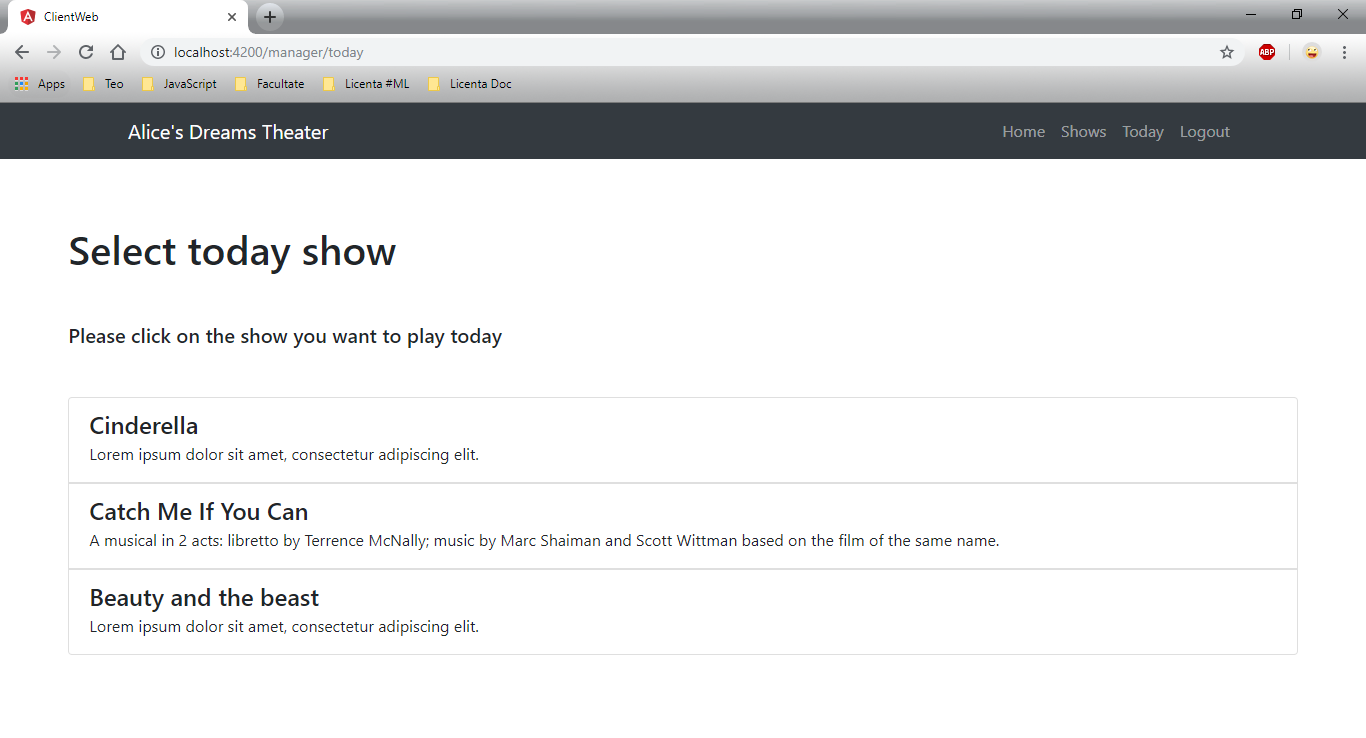 ClientWeb
localhost:4200/manager/today
ABP
Apps Teo JavaScript Facultate Licenta #ML Licenta Doc
Alice's Dreams Theater Home Shows Today Logout
Select today show
Please click on the show you want to play today
Cinderella
Lorem ipsum dolor sit amet, consectetur adipiscing elit.
Catch Me If You Can
A musical in 2 acts: libretto by Terrence McNally; music by Marc Shaiman and Scott Wittman based on the film of the same name.
Beauty and the beast
Lorem ipsum dolor sit amet, consectetur adipiscing elit.